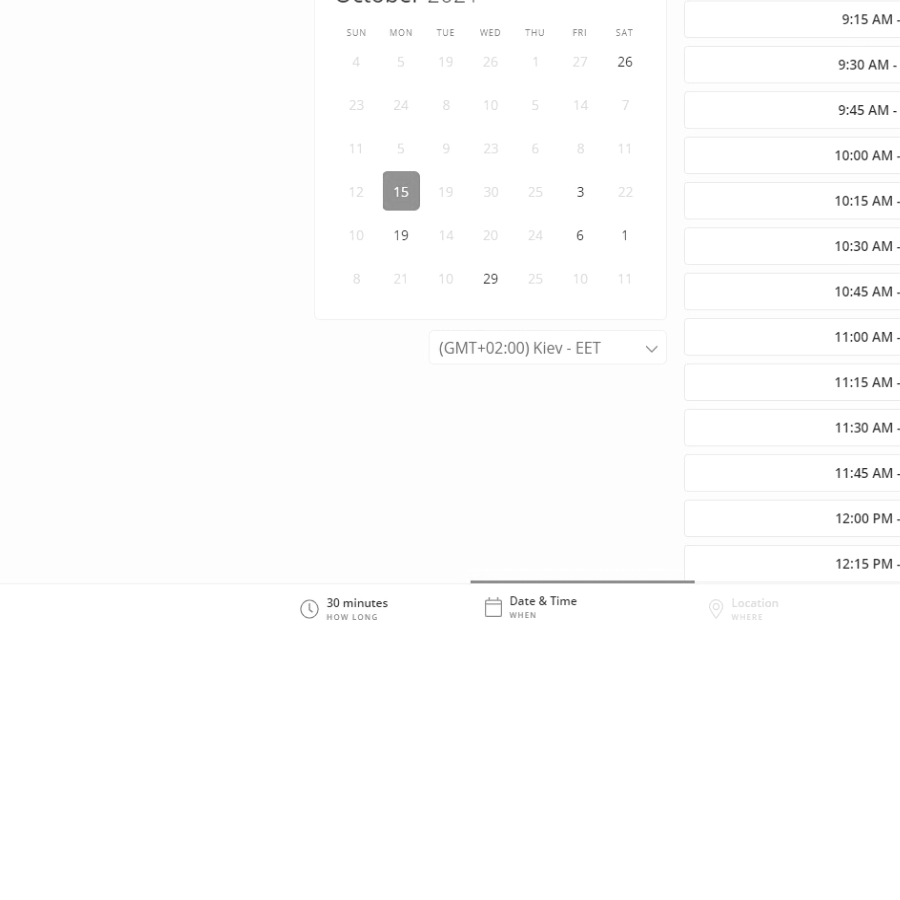 October 2021
SUN MON TUE WED THU FRI SAT
4 5 19 26 1 27 26
23 24 8 10 5 14 7
11 5 9 23 6 8 11
12 15 19 30 25 3 22
10 19 14 20 24 6 1
8 21 10 29 25 10 11
(GMT+02:00) Kiev - EET
9:15 AM -
9:30 AM -
9:45 AM -
10:00 AM -
10:15 AM -
10:30 AM -
10:45 AM -
11:00 AM -
11:15 AM -
11:30 AM -
11:45 AM -
12:00 PM -
12:15 PM -
30 minutes
HOW LONG
Date & Time
WHEN
Location
WHERE